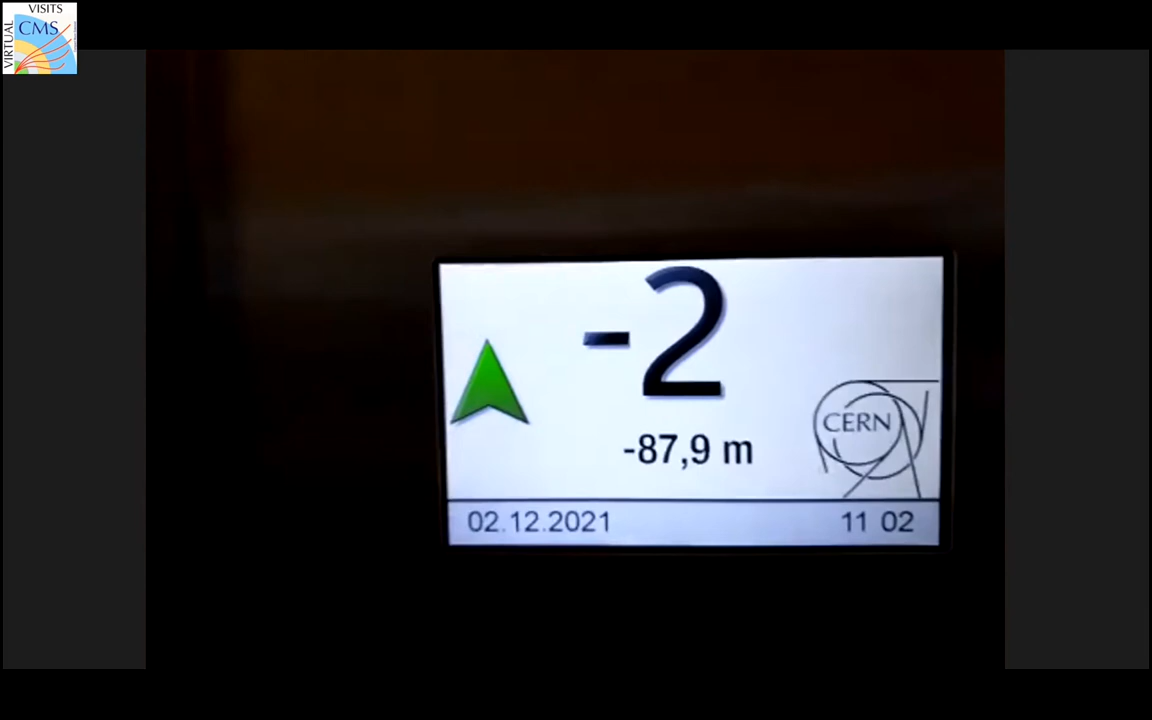 VISITS
VIRTUAL
CMS
-2
-87,9 m
CERN
02.12.2021
11 02